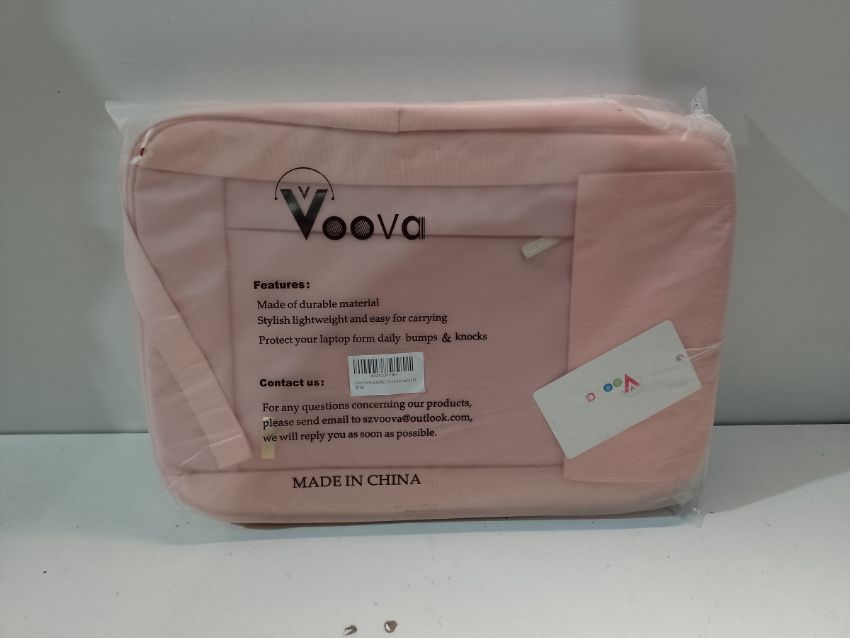 Voova
Features:
Made of durable material
Stylish lightweight and easy for carrying
Protect your laptop form daily bumps & knocks
Contact us:
For any questions concerning our products,
please send email to szvoova@outlook.com,
we will reply you as soon as possible.
MADE IN CHINA
Voova